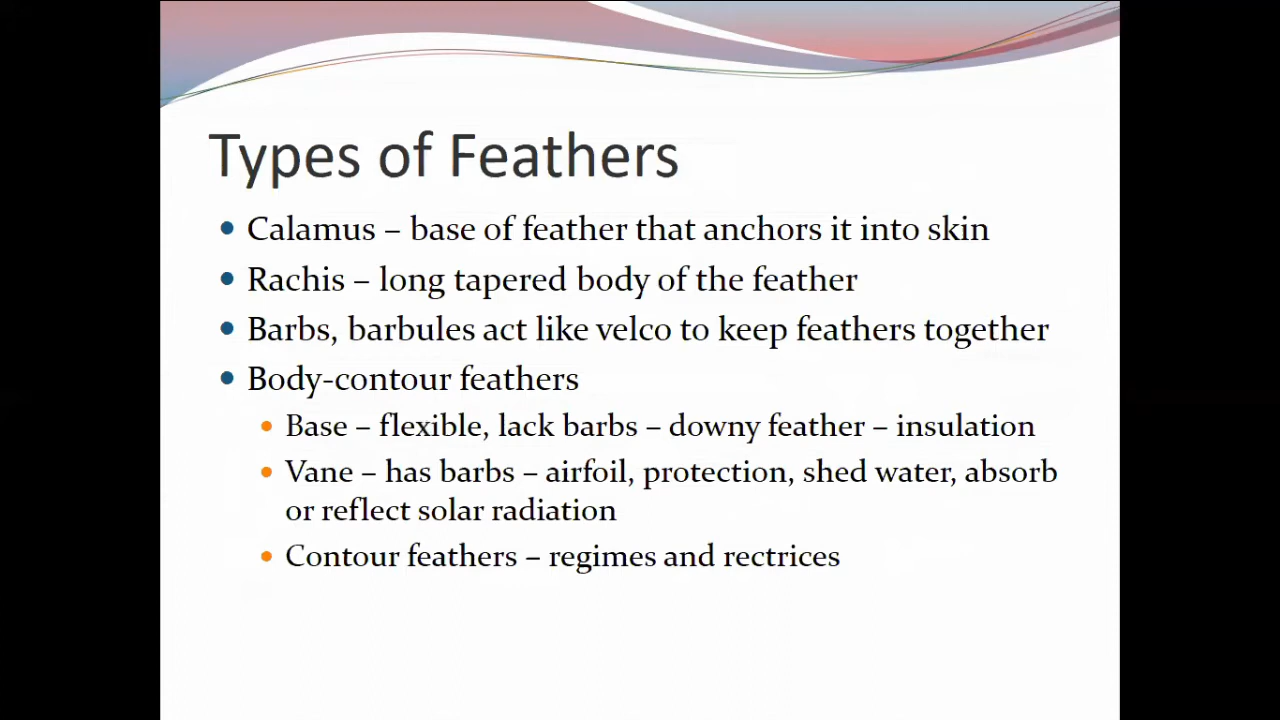 Types of Feathers
• Calamus – base of feather that anchors it into skin
• Rachis – long tapered body of the feather
• Barbs, barbules act like velco to keep feathers together
• Body-contour feathers
• Base – flexible, lack barbs – downy feather – insulation
• Vane – has barbs – airfoil, protection, shed water, absorb
or reflect solar radiation
• Contour feathers – regimes and rectrices